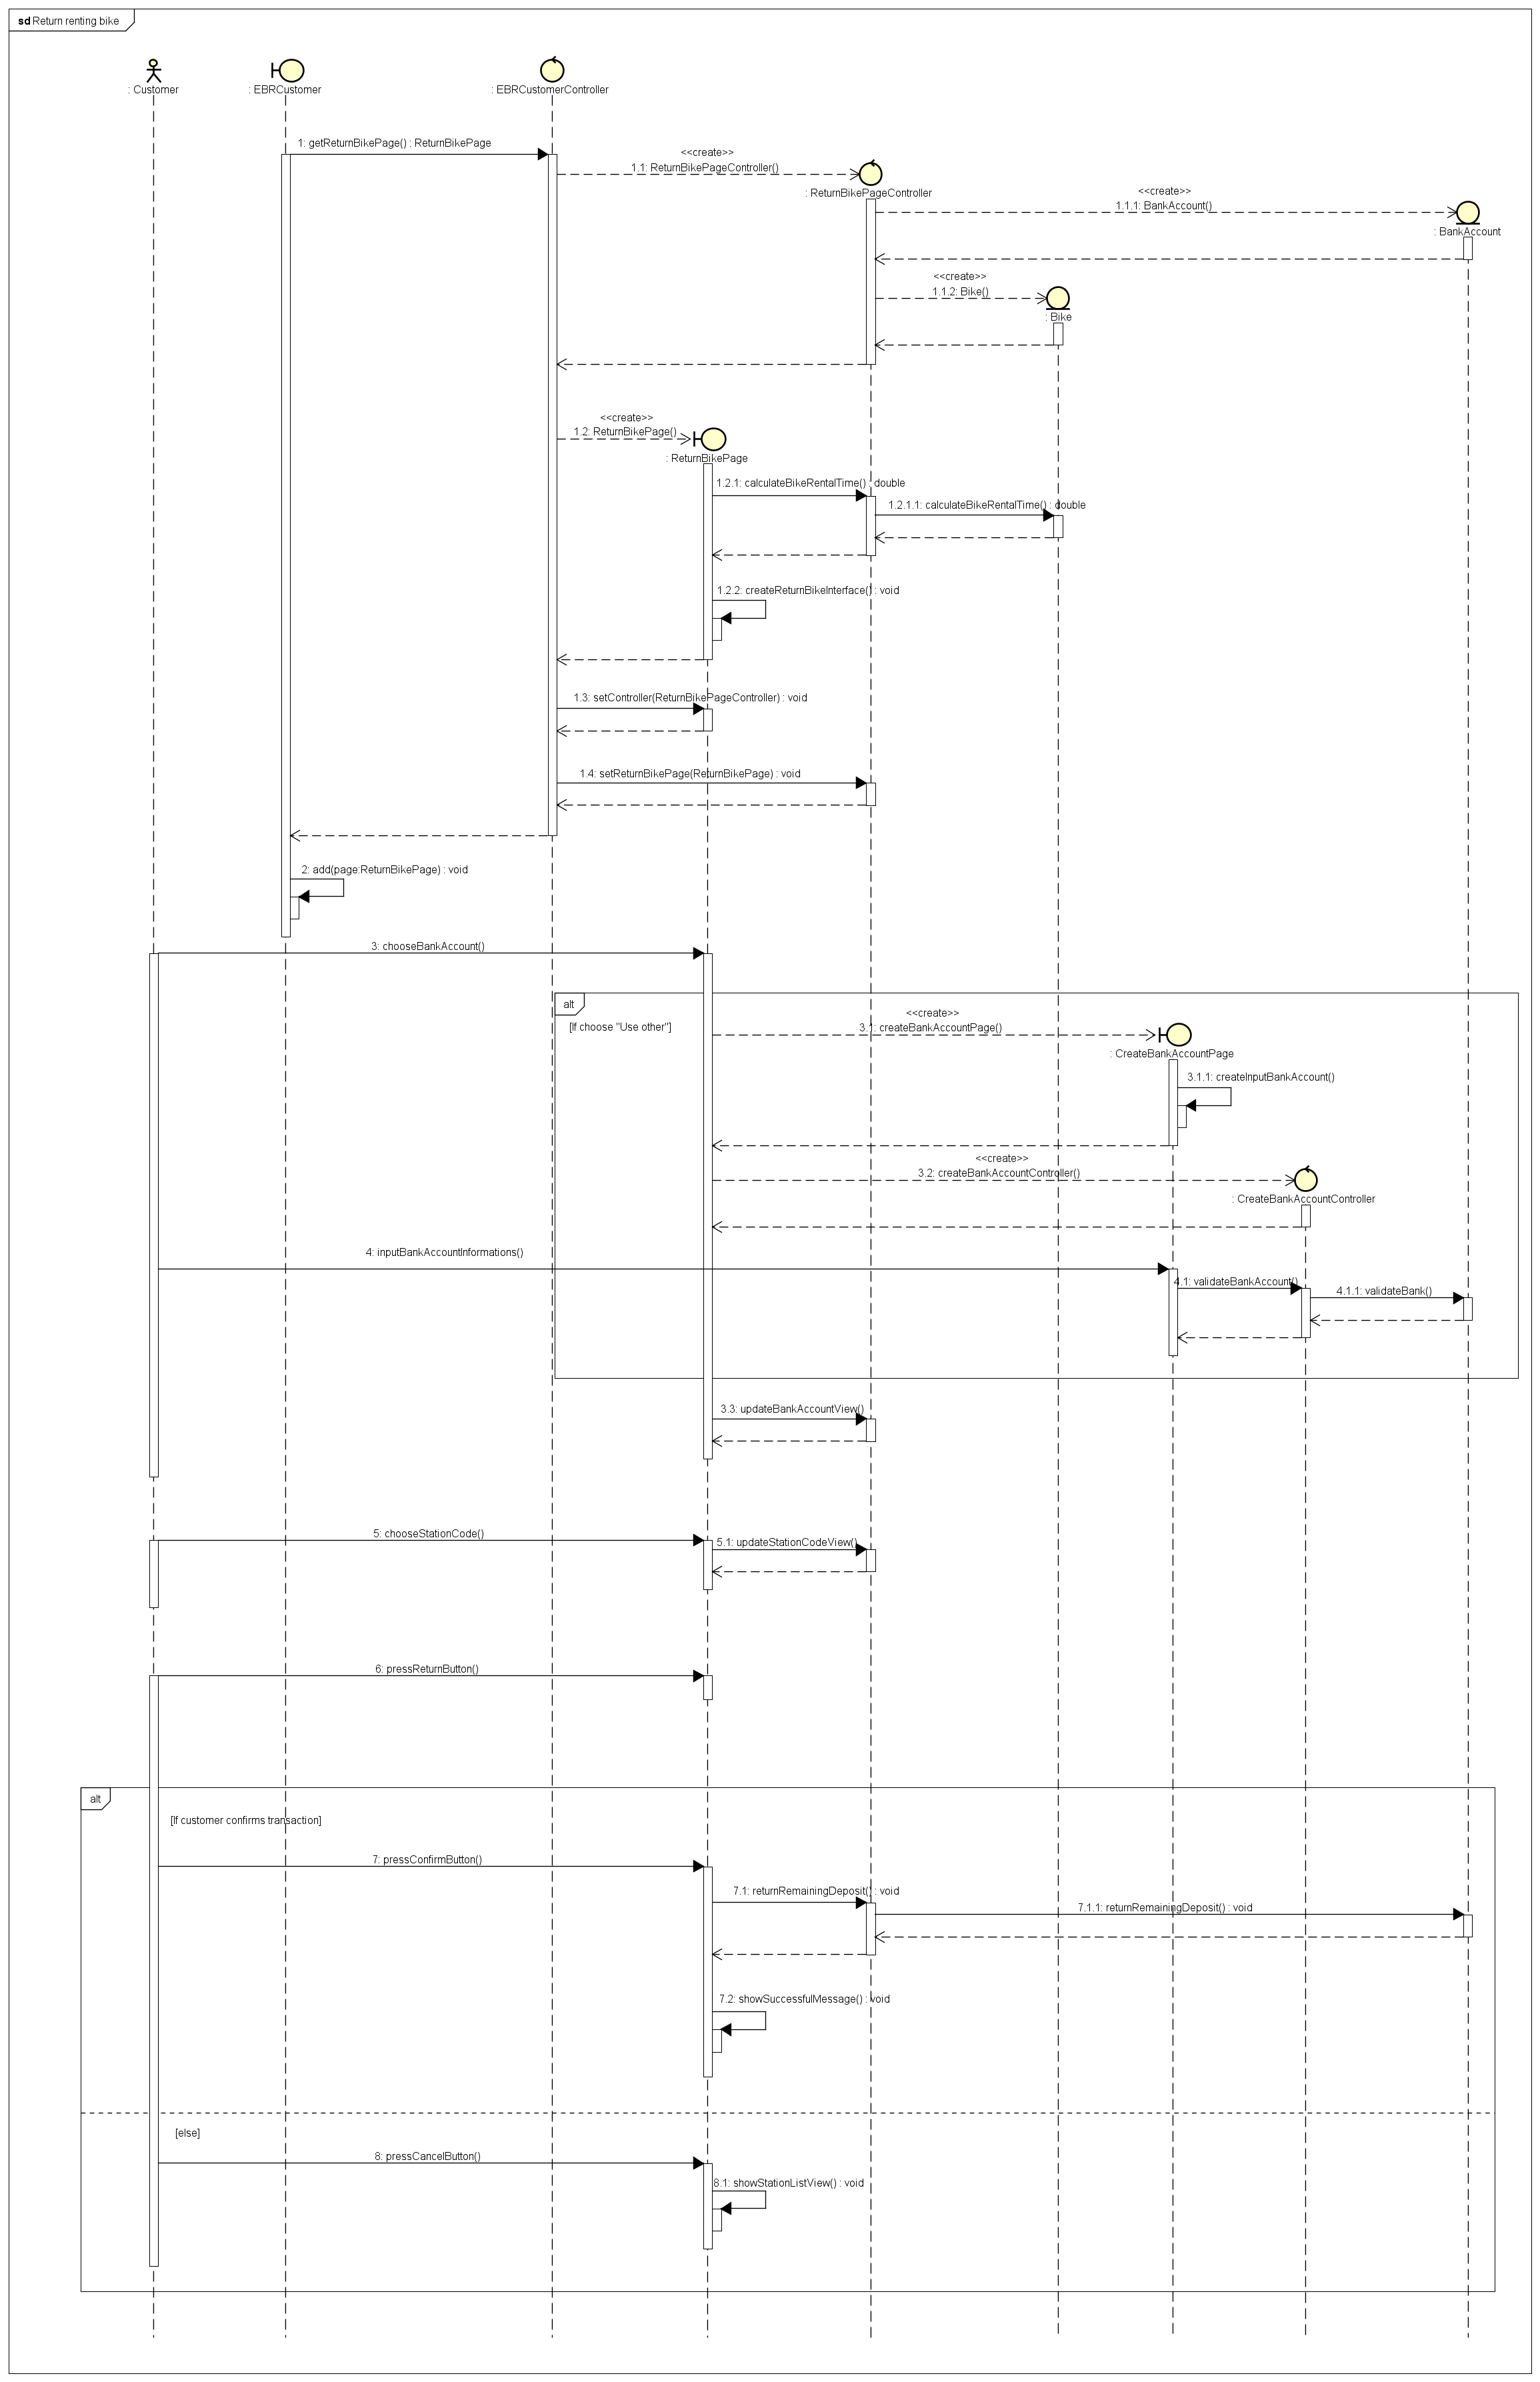 sd Return renting bike
: Customer
: EBRCustomer
: EBRCustomerController
1: getReturnBikePage() : ReturnBikePage
<<create>>
1.1: ReturnBikePageController()
: ReturnBikePageController
<<create>>
1.1.1: BankAccount()
: BankAccount
<<create>>
1.1.2: Bike()
: Bike
<<create>>
1.2: ReturnBikePage()
: ReturnBikePage
1.2.1: calculateBikeRentalTime() : double
1.2.1.1: calculateBikeRentalTime() : double
1.2.2: createReturnBikeInterface() : void
1.3: setController(ReturnBikePageController) : void
1.4: setReturnBikePage(ReturnBikePage) : void
2: add(page:ReturnBikePage) : void
3: chooseBankAccount()
alt
[If choose "Use other"]
<<create>>
3.1: createBankAccountPage()
: CreateBankAccountPage
3.1.1: createInputBankAccount()
<<create>>
3.2: createBankAccountController()
: CreateBankAccountController
4: inputBankAccountInformations()
4.1: validateBankAccount()
4.1.1: validateBank()
3.3: updateBankAccountView()
5: chooseStationCode()
5.1: updateStationCodeView()
6: pressReturnButton()
alt
[If customer confirms transaction]
7: pressConfirmButton()
7.1: returnRemainingDeposit() : void
7.1.1: returnRemainingDeposit() : void
7.2: showSuccessfulMessage() : void
[else]
8: pressCancelButton()
8.1: showStationListView() : void